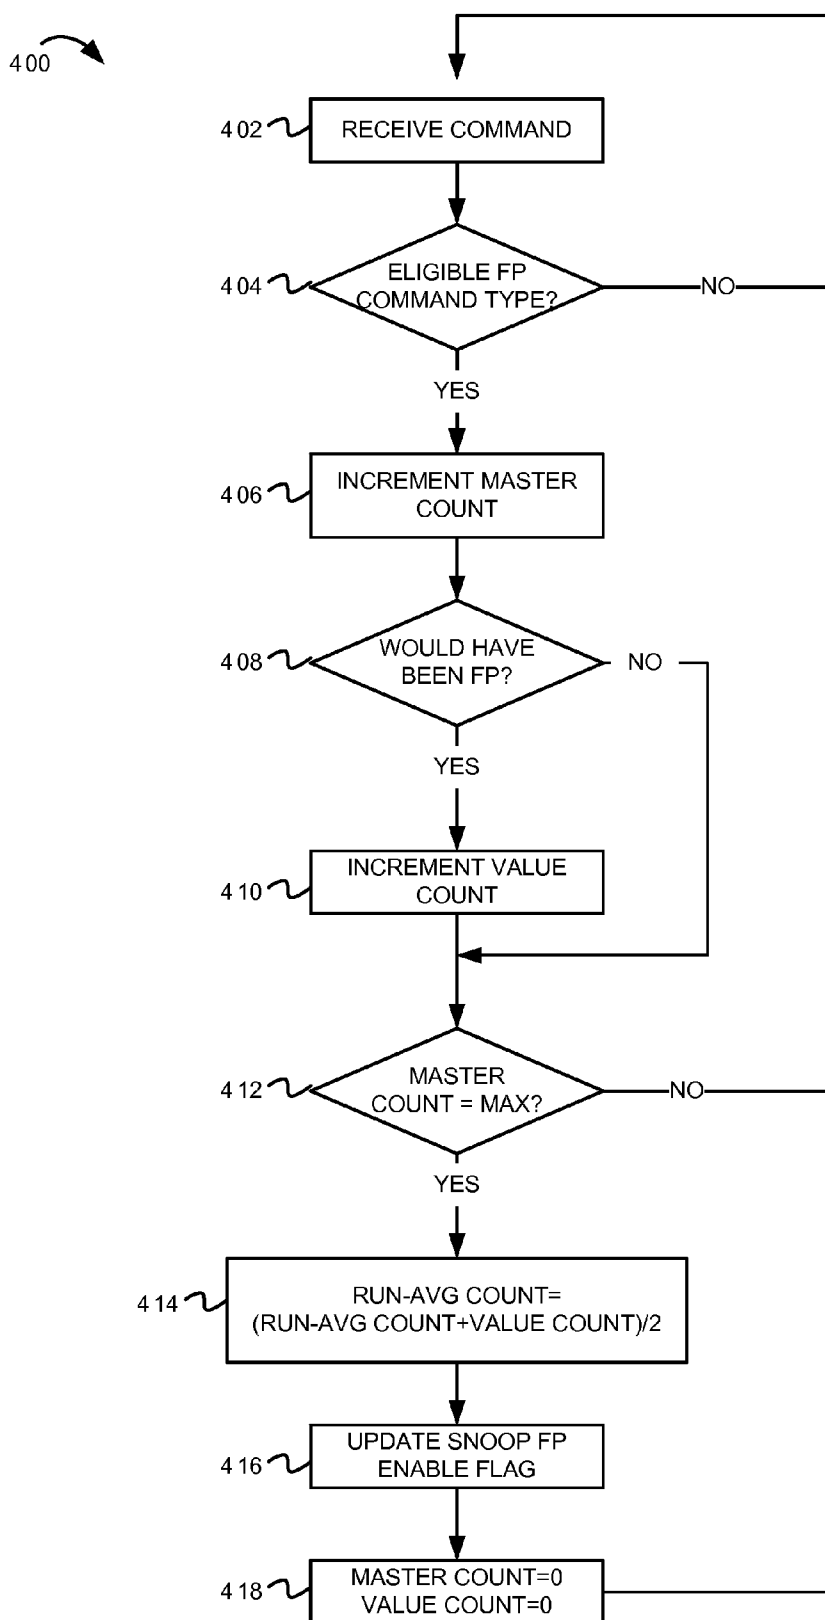 400
402
RECEIVE COMMAND
404
ELIGIBLE FP
COMMAND TYPE?
NO
YES
406
INCREMENT MASTER
COUNT
408
WOULD HAVE
BEEN FP?
NO
YES
410
INCREMENT VALUE
COUNT
412
MASTER
COUNT = MAX?
NO
YES
414
RUN-AVG COUNT=
(RUN-AVG COUNT+VALUE COUNT)/2
416
UPDATE SNOOP FP
ENABLE FLAG
418
MASTER COUNT=0
VALUE COUNT=0